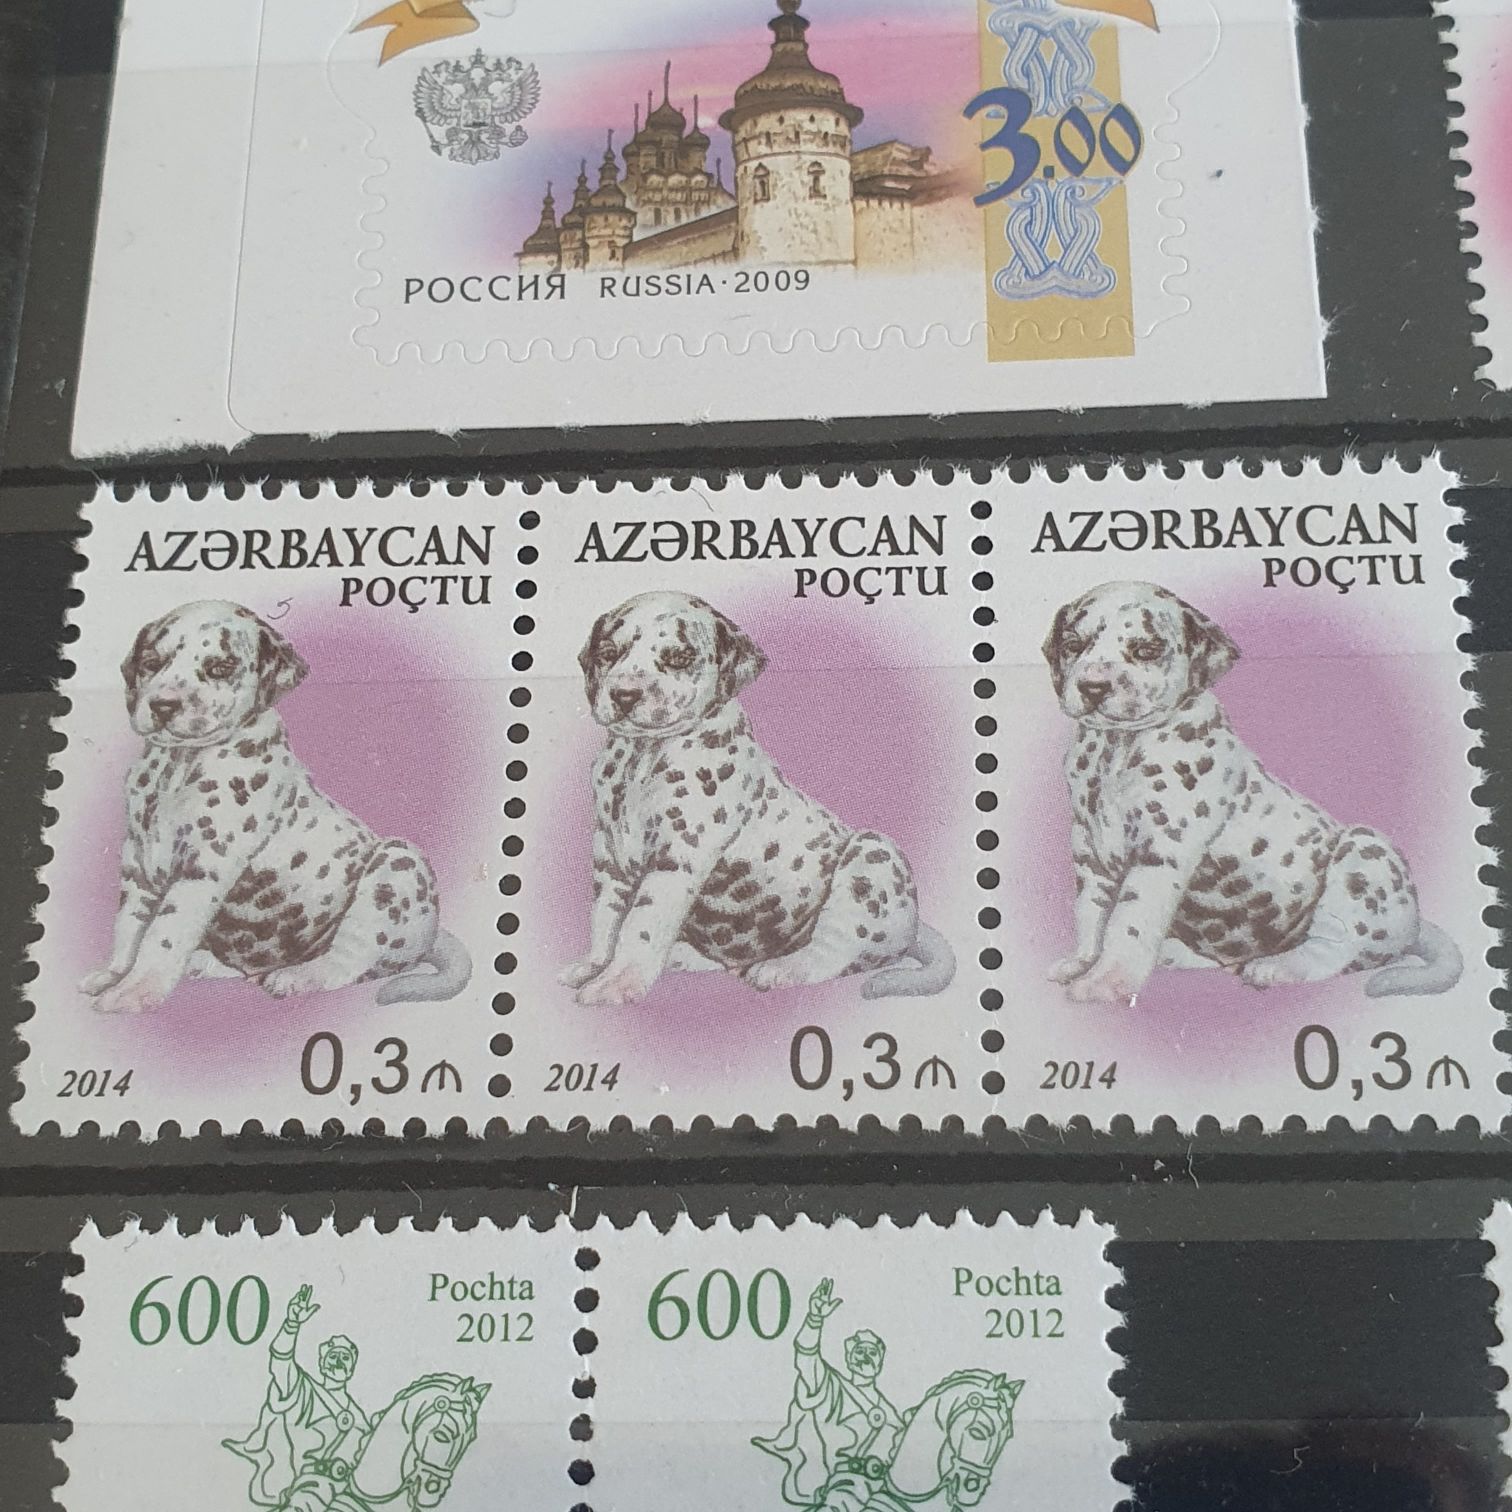 3.00
РОССИЯ RUSSIA·2009
AZƏRBAYCAN
POÇTU
2014 0,3 ₼
AZƏRBAYCAN
POÇTU
2014 0,3 ₼
AZƏRBAYCAN
POÇTU
2014 0,3 ₼
600 Pochta
2012
600 Pochta
2012